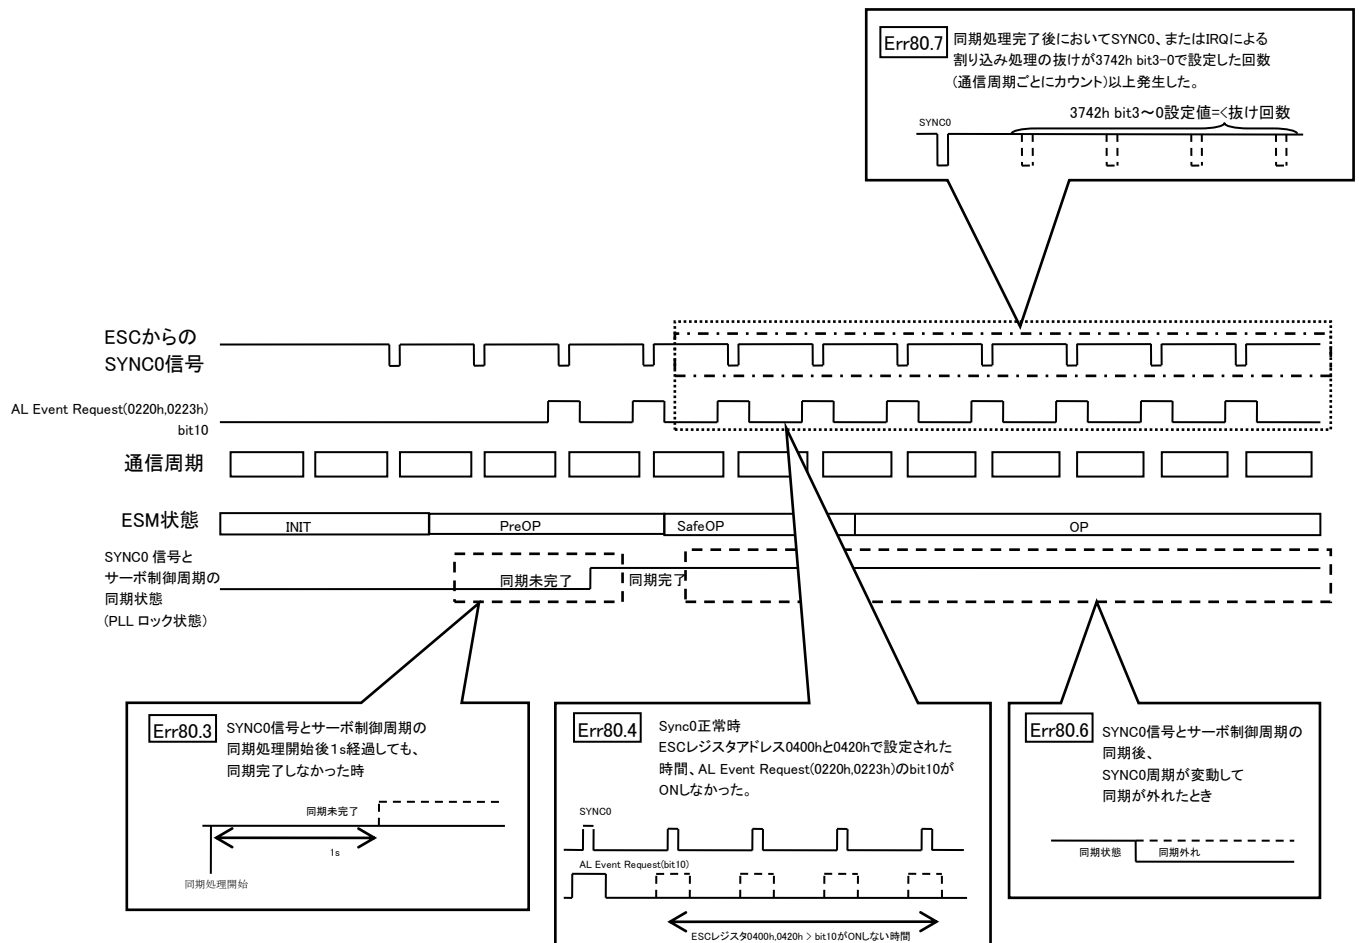 Err80.7
同期処理完了後においてSYNC0、またはIRQによる
割り込み処理の抜けが3742h bit3-0で設定した回数
(通信周期ごとにカウント)以上発生した。
3742h bit3～0設定値=<抜け回数
SYNC0
ESCからの
SYNC0信号
AL Event Request(0220h,0223h)
bit10
通信周期
ESM状態
INIT
PreOP
SafeOP
OP
SYNC0 信号と
サーボ制御周期の
同期状態
(PLL ロック状態)
同期未完了
同期完了
Err80.3
SYNC0信号とサーボ制御周期の
同期処理開始後1s経過しても、
同期完了しなかった時
同期未完了
1s
同期処理開始
Err80.4
Sync0正常時
ESCレジスタアドレス0400hと0420hで設定された
時間、AL Event Request(0220h,0223h)のbit10が
ONしなかった。
SYNC0
AL Event Request(bit10)
ESCレジスタ0400h,0420h > bit10がONしない時間
Err80.6
SYNC0信号とサーボ制御周期の
同期後、
SYNC0周期が変動して
同期が外れたとき
同期状態
同期外れ